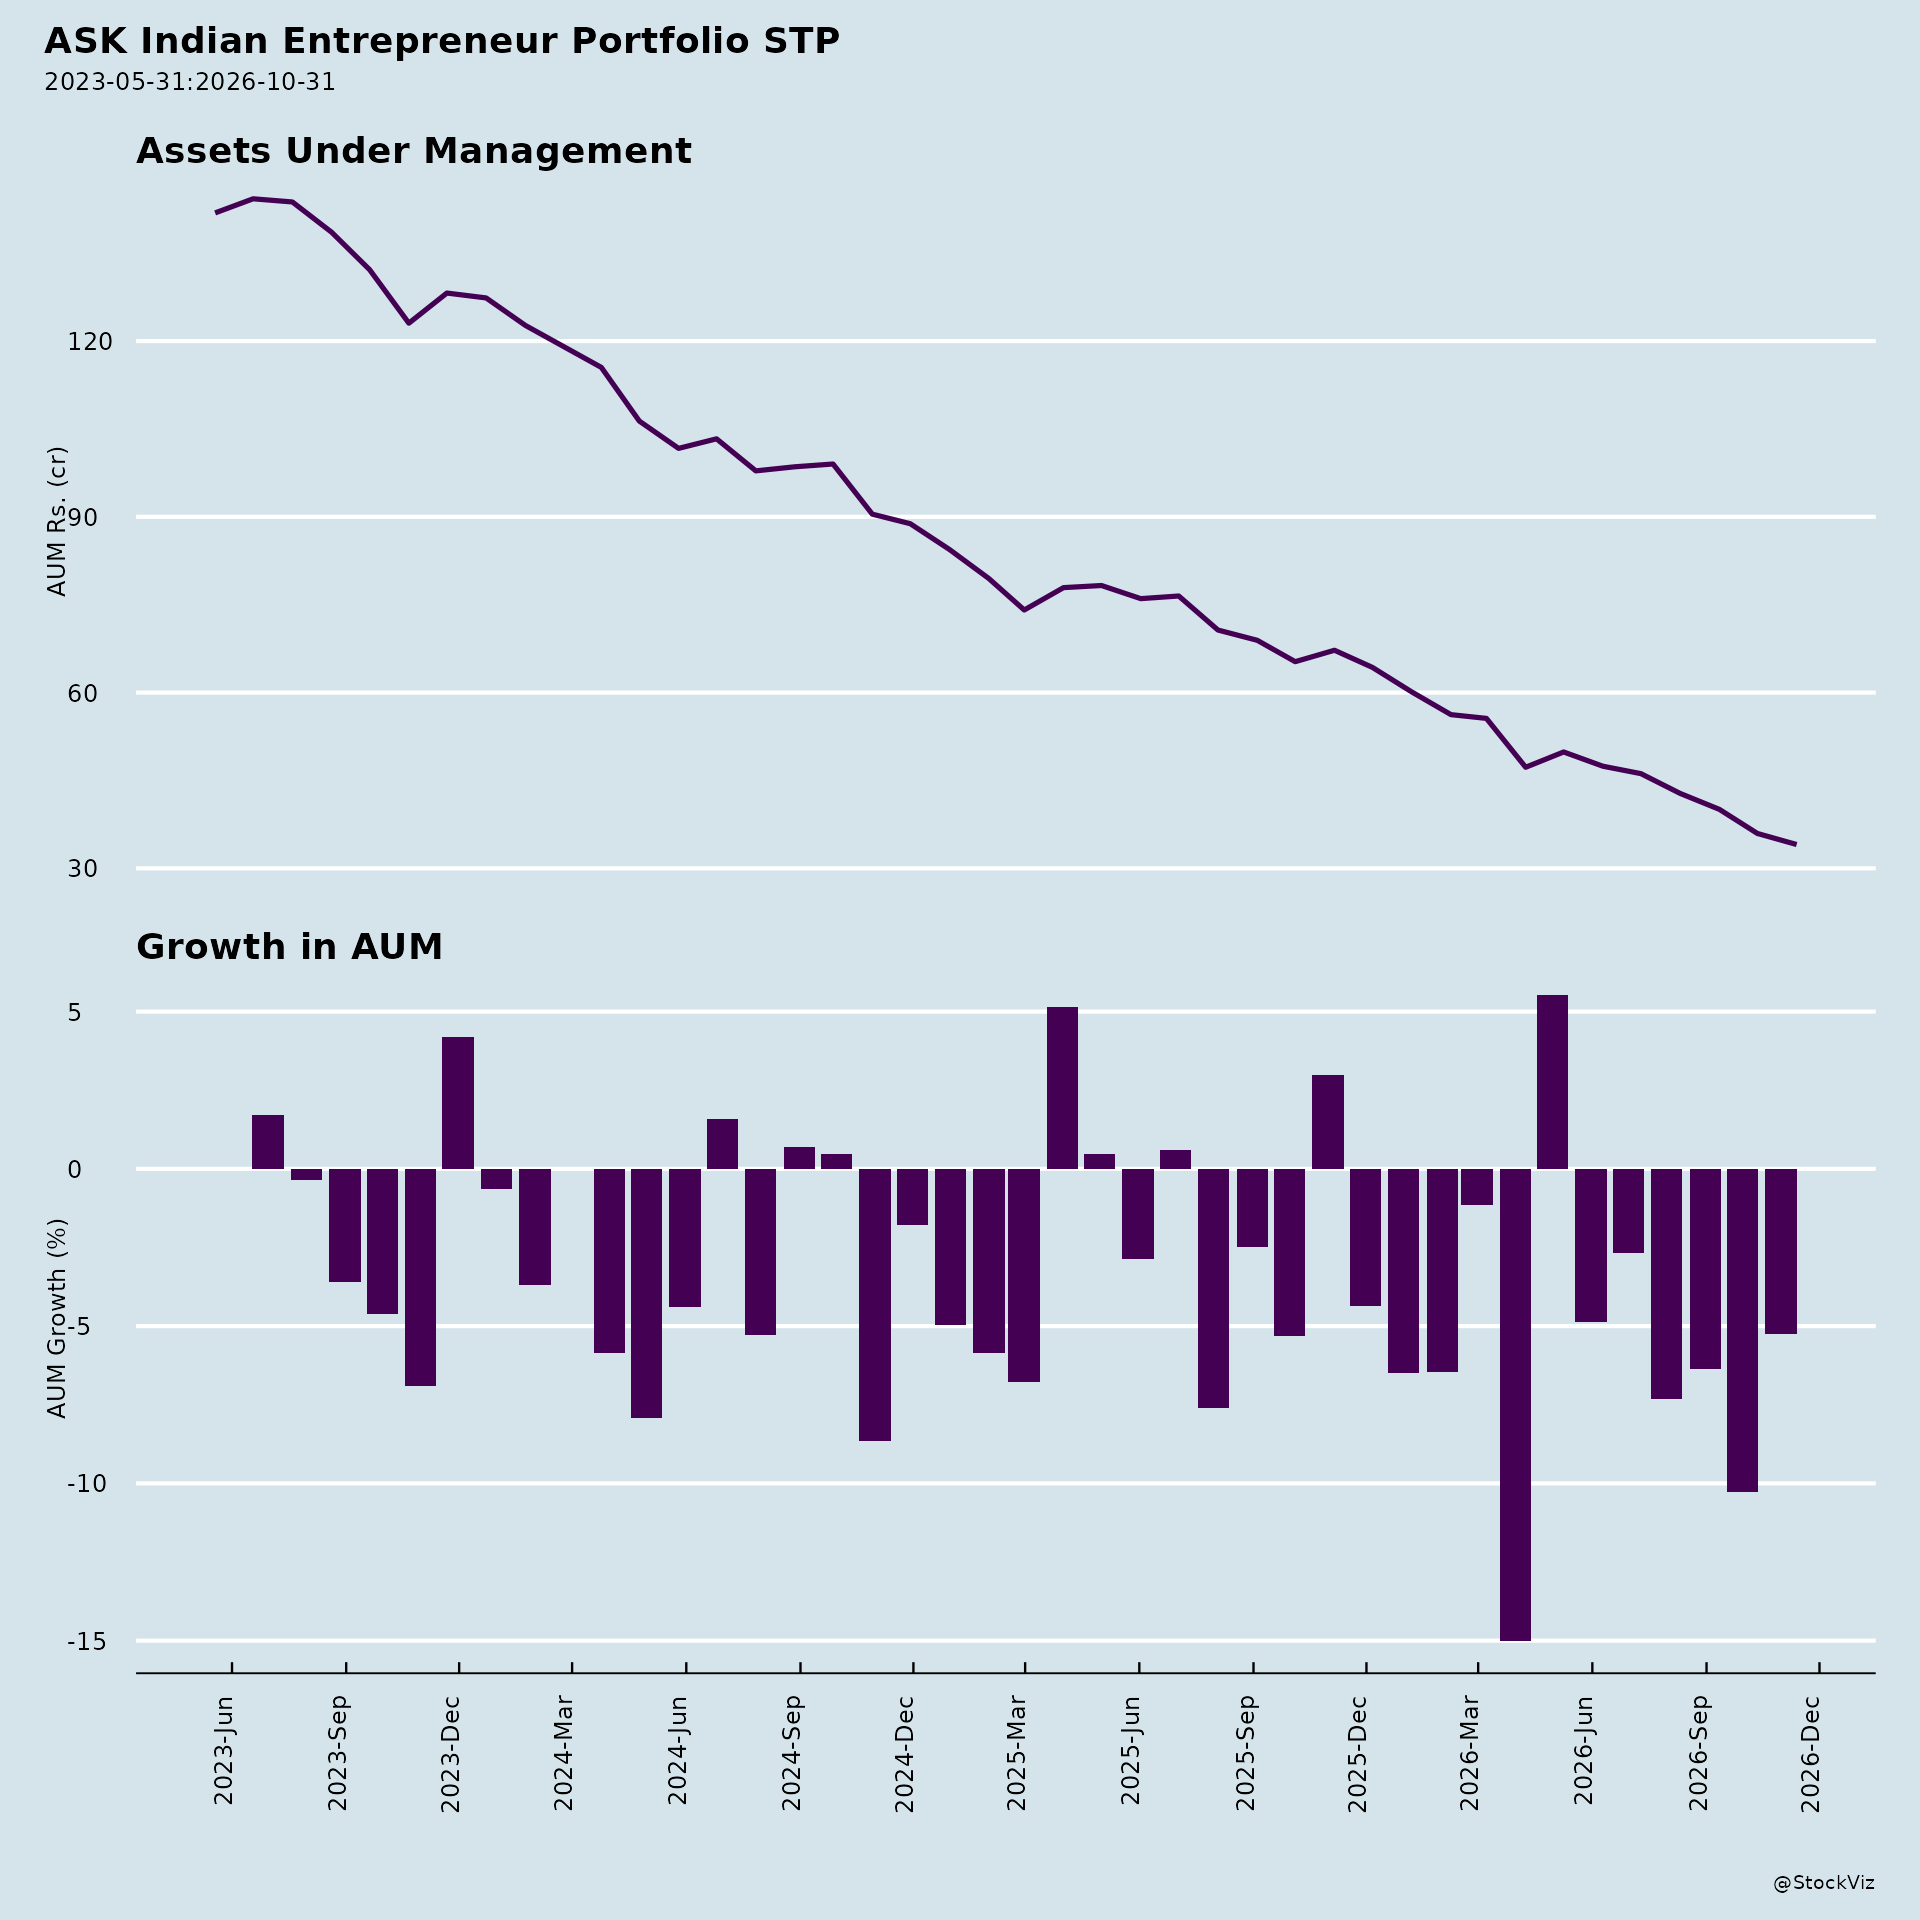 ASK Indian Entrepreneur Portfolio STP
2023-05-31:2026-10-31
Assets Under Management
AUM Rs. (cr)
120
90
60
30
Growth in AUM
AUM Growth (%)
5
0
-5
-10
-15
2023-Jun
2023-Sep
2023-Dec
2024-Mar
2024-Jun
2024-Sep
2024-Dec
2025-Mar
2025-Jun
2025-Sep
2025-Dec
2026-Mar
2026-Jun
2026-Sep
2026-Dec
@StockViz